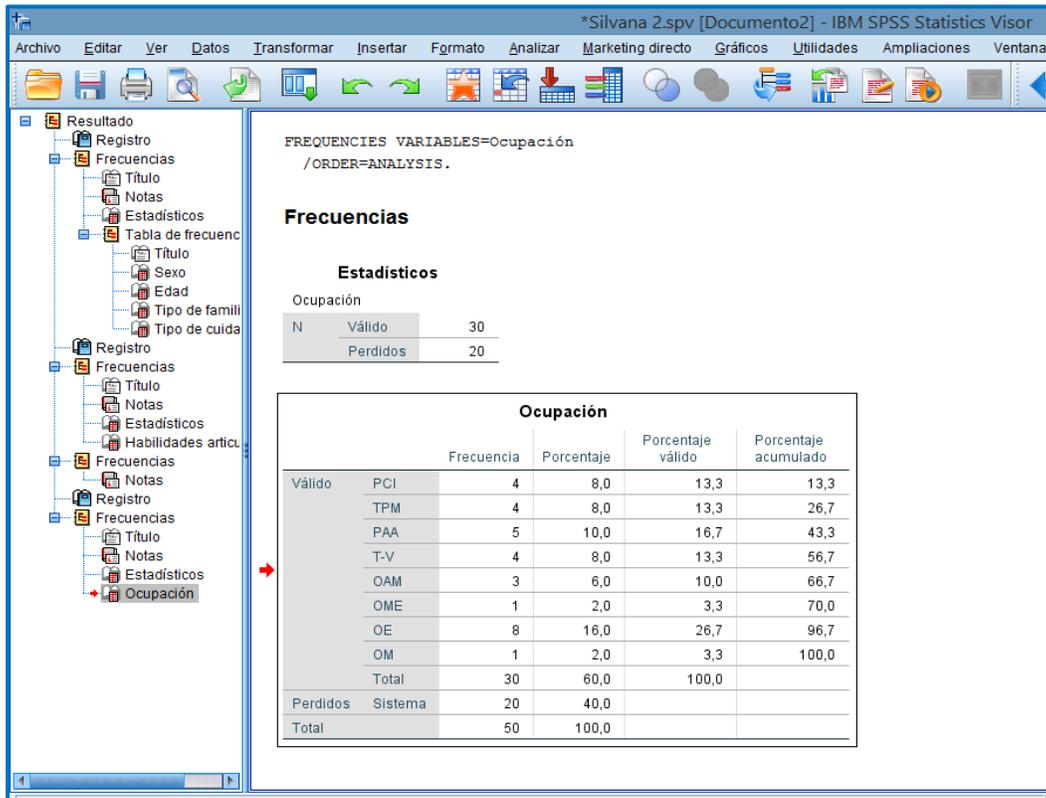 *Silvana 2.spv [Documento2] - IBM SPSS Statistics Visor
Archivo Editar Ver Datos Transformar Insertar Formato Analizar Marketing directo Gráficos Utilidades Ampliaciones Ventana
Resultado
Registro
Frecuencias
Título
Notas
Estadísticos
Tabla de frecuenc
Título
Sexo
Edad
Tipo de famili
Tipo de cuida
Registro
Frecuencias
Título
Notas
Estadísticos
Habilidades articu
Frecuencias
Notas
Registro
Frecuencias
Título
Notas
Estadísticos
Ocupación
FREQUENCIES VARIABLES=Ocupación
/ORDER=ANALYSIS.
Frecuencias
Estadísticos
Ocupación
N Válido 30
Perdidos 20
Ocupación
Frecuencia Porcentaje Porcentaje válido Porcentaje acumulado
Válido PCI 4 8,0 13,3 13,3
TPM 4 8,0 13,3 26,7
PAA 5 10,0 16,7 43,3
T-V 4 8,0 13,3 56,7
OAM 3 6,0 10,0 66,7
OME 1 2,0 3,3 70,0
OE 8 16,0 26,7 96,7
OM 1 2,0 3,3 100,0
Total 30 60,0 100,0
Perdidos Sistema 20 40,0
Total 50 100,0